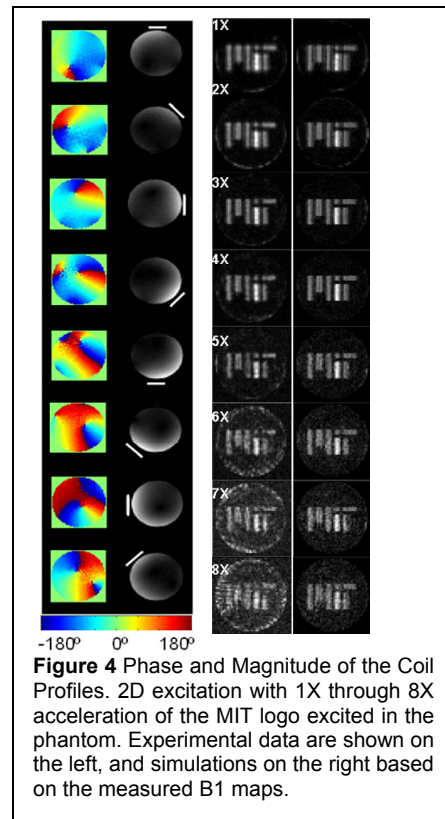 1X
2X
3X
4X
5X
6X
7X
8X
-180º 0º 180º
Figure 4 Phase and Magnitude of the Coil
Profiles. 2D excitation with 1X through 8X
acceleration of the MIT logo excited in the
phantom. Experimental data are shown on
the left, and simulations on the right based
on the measured B1 maps.